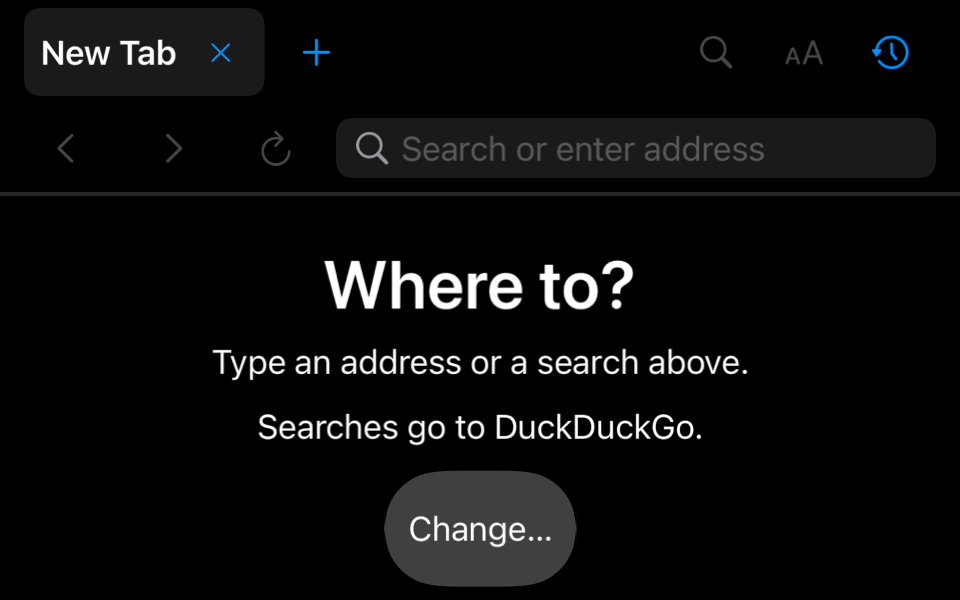 New Tab
AA
Search or enter address
Where to?
Type an address or a search above.
Searches go to DuckDuckGo.
Change...